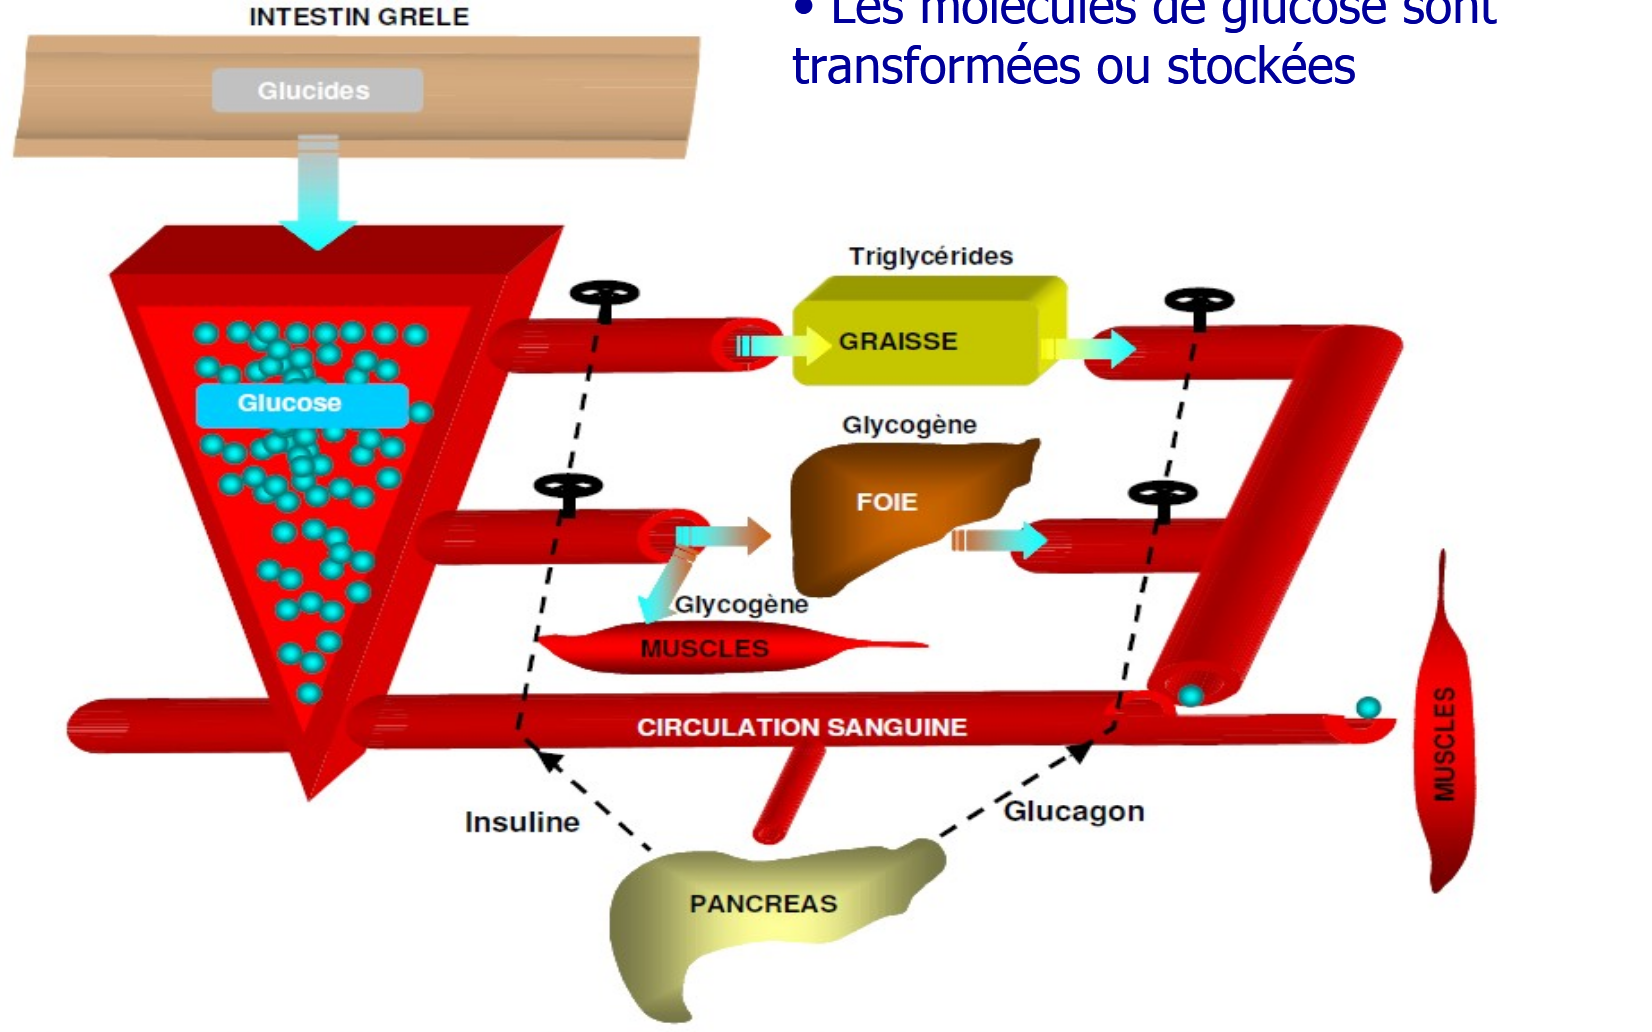 INTESTIN GRELE
• Les molécules de glucose sont
transformées ou stockées
Glucides
Triglycérides
GRAISSE
Glucose
Glycogène
FOIE
Glycogène
MUSCLES
CIRCULATION SANGUINE
MUSCLES
Insuline
Glucagon
PANCREAS